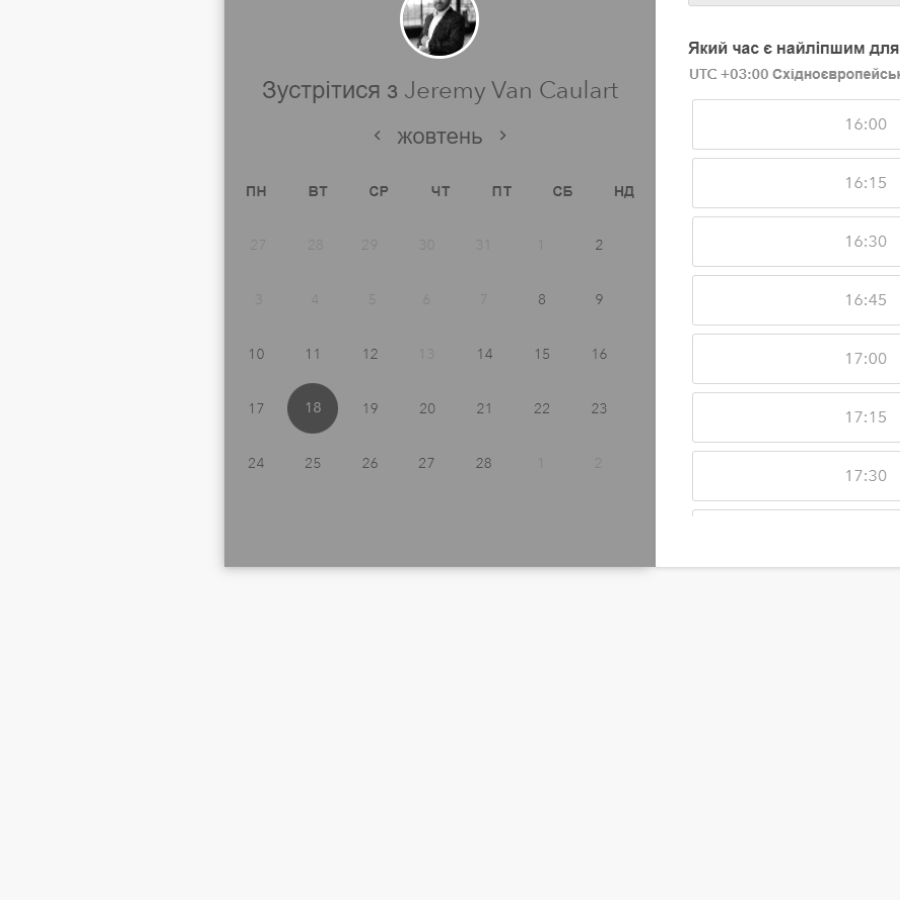 Зустрітися з Jeremy Van Caulart
жовтень
ПН ВТ СР ЧТ ПТ СБ НД
27 28 29 30 31 1 2
3 4 5 6 7 8 9
10 11 12 13 14 15 16
17 18 19 20 21 22 23
24 25 26 27 28 1 2
Який час є найліпшим для
UTC +03:00 Східноєвропейськ
16:00
16:15
16:30
16:45
17:00
17:15
17:30